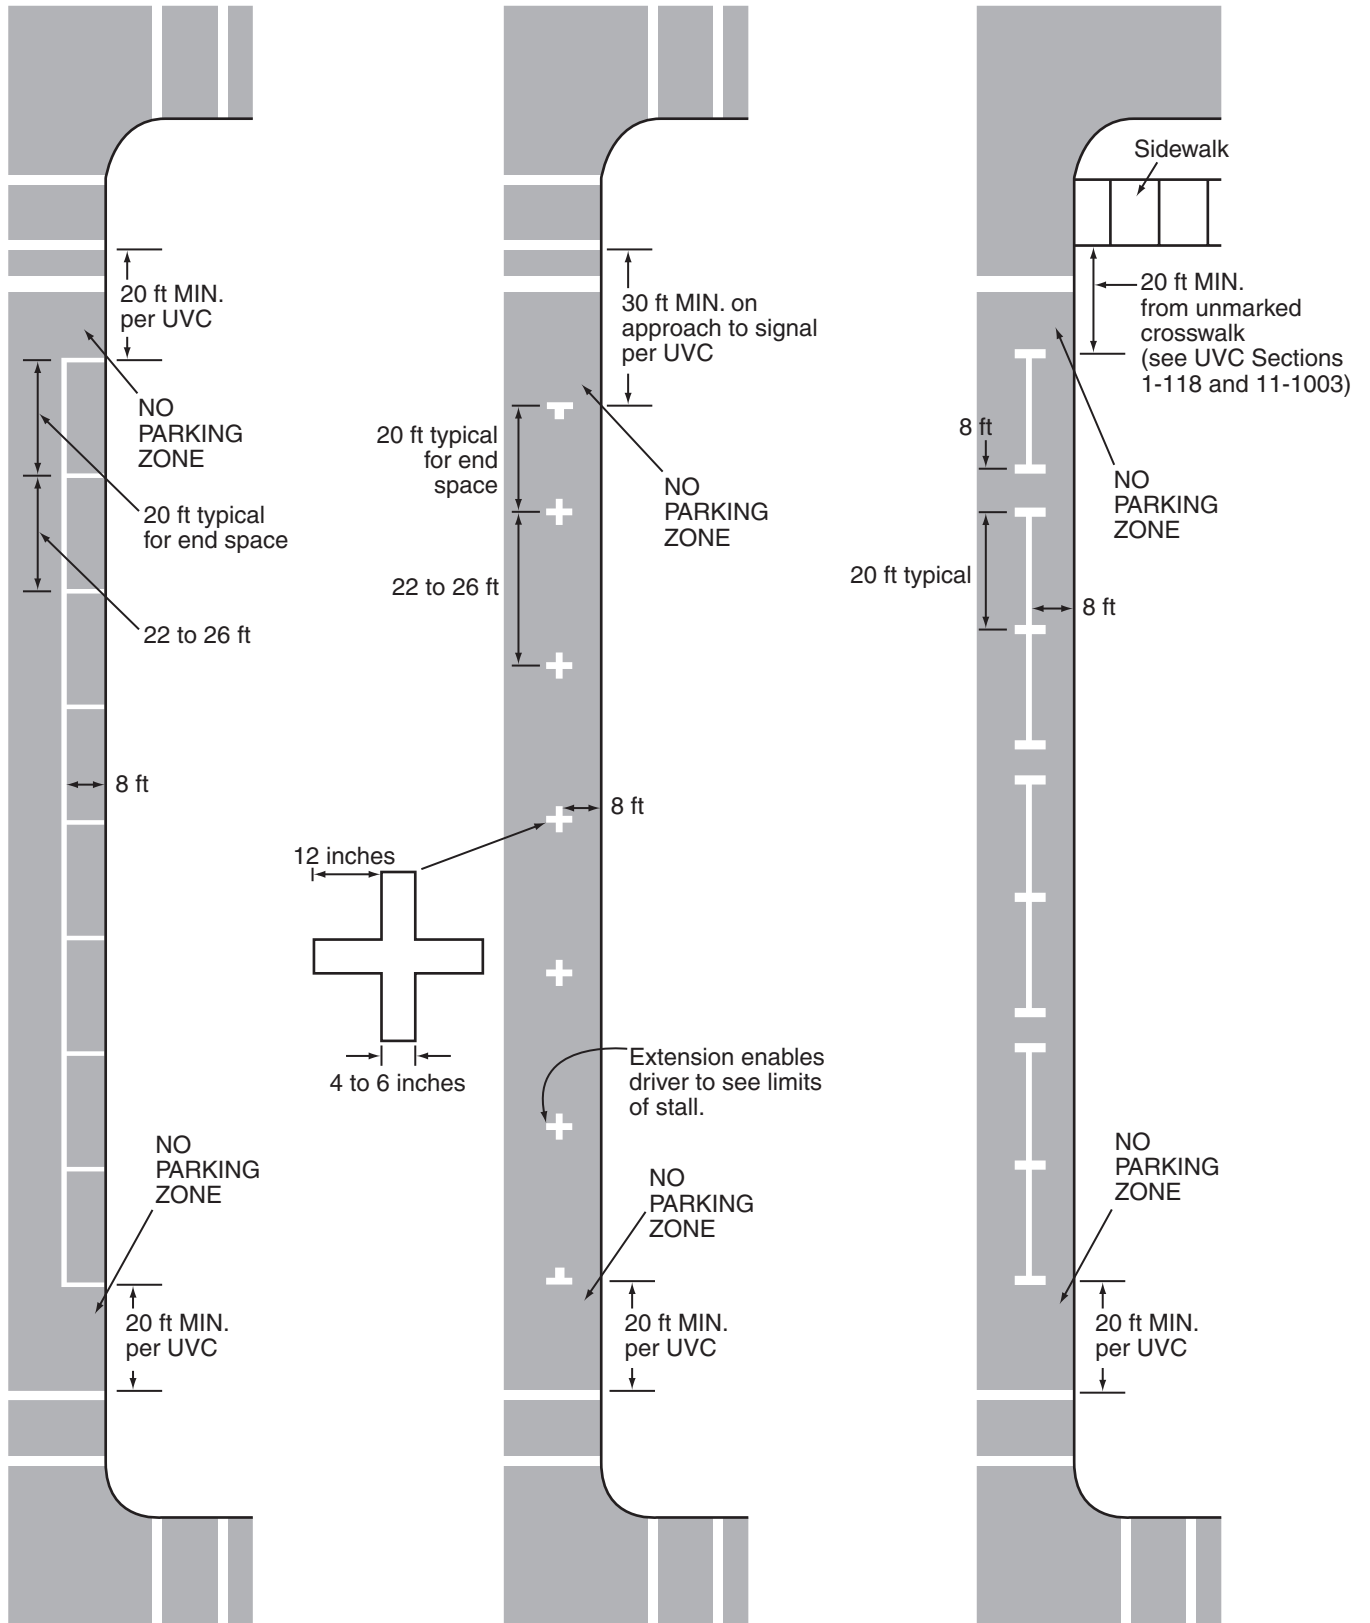 20 ft MIN.
per UVC
NO
PARKING
ZONE
20 ft typical
for end space
22 to 26 ft
8 ft
NO
PARKING
ZONE
20 ft MIN.
per UVC
30 ft MIN. on
approach to signal
per UVC
20 ft typical
for end
space
NO
PARKING
ZONE
22 to 26 ft
8 ft
12 inches
4 to 6 inches
Extension enables
driver to see limits
of stall.
NO
PARKING
ZONE
20 ft MIN.
per UVC
Sidewalk
20 ft MIN.
from unmarked
crosswalk
(see UVC Sections
1-118 and 11-1003)
8 ft
NO
PARKING
ZONE
20 ft typical
8 ft
NO
PARKING
ZONE
20 ft MIN.
per UVC